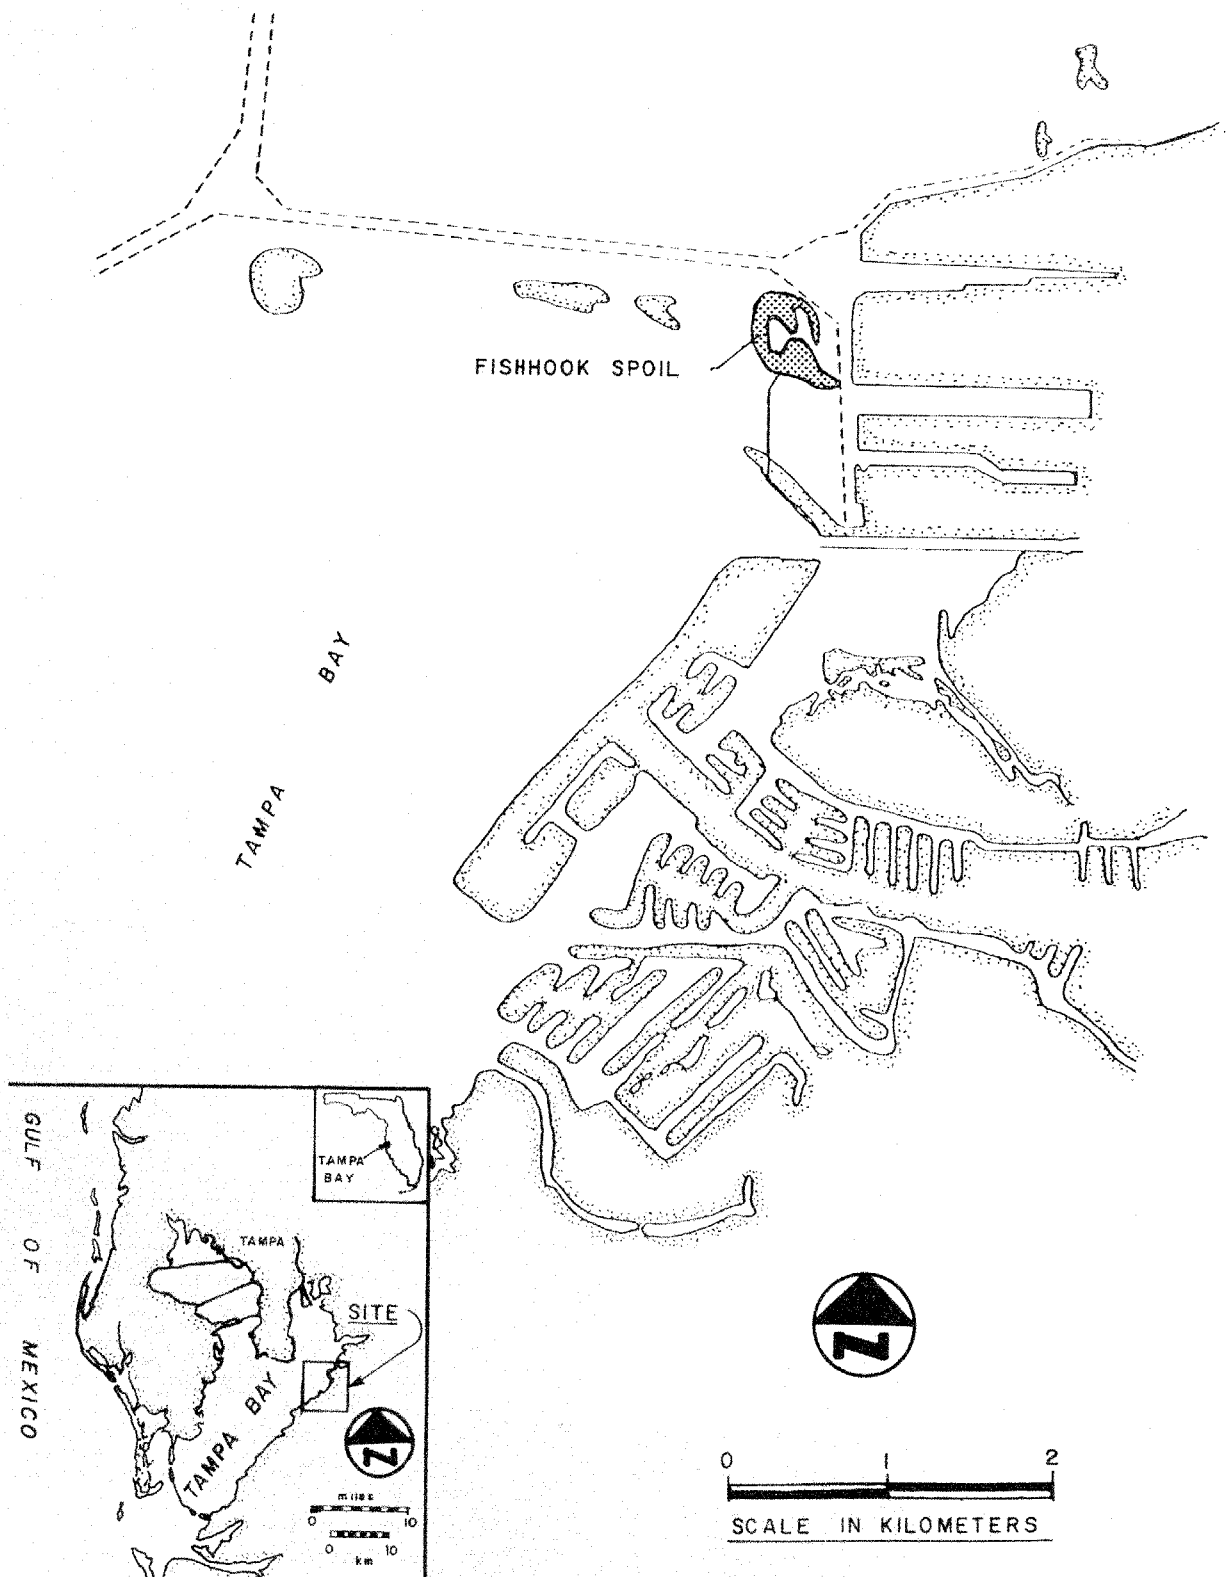 FISHHOOK SPOIL
TAMPA BAY
GULF OF MEXICO
TAMPA
BAY
TAMPA
SITE
TAMPA BAY
N
miles
0 10
0 10
km
N
0 1 2
SCALE IN KILOMETERS